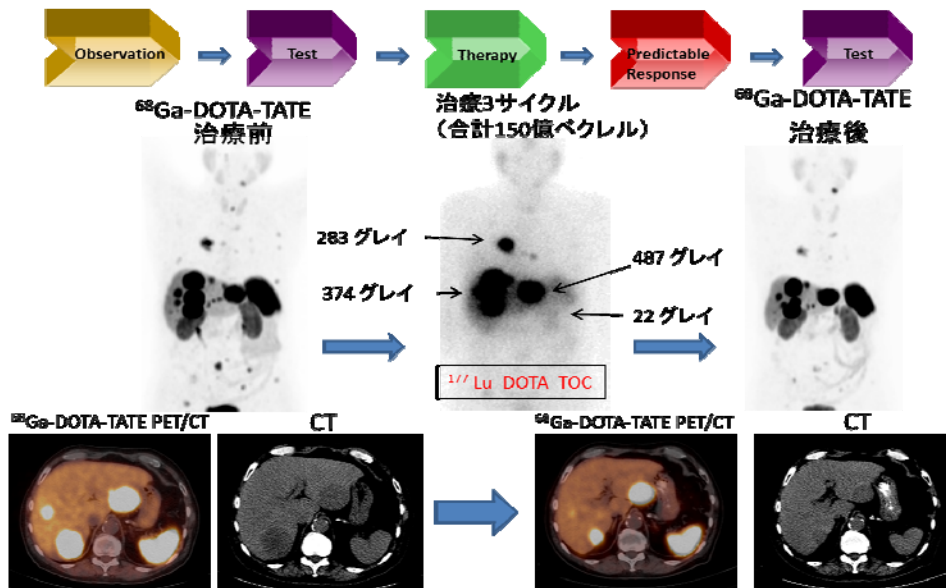 Observation
Test
Therapy
Predictable
Response
Test
⁶⁸Ga-DOTA-TATE
治療前
治療3サイクル
(合計150億ベクレル)
⁶⁸Ga-DOTA-TATE
治療後
283 グレイ
374 グレイ
487 グレイ
22 グレイ
¹⁷⁷ Lu DOTA TOC
⁶⁸Ga-DOTA-TATE PET/CT
CT
⁶⁸Ga-DOTA-TATE PET/CT
CT